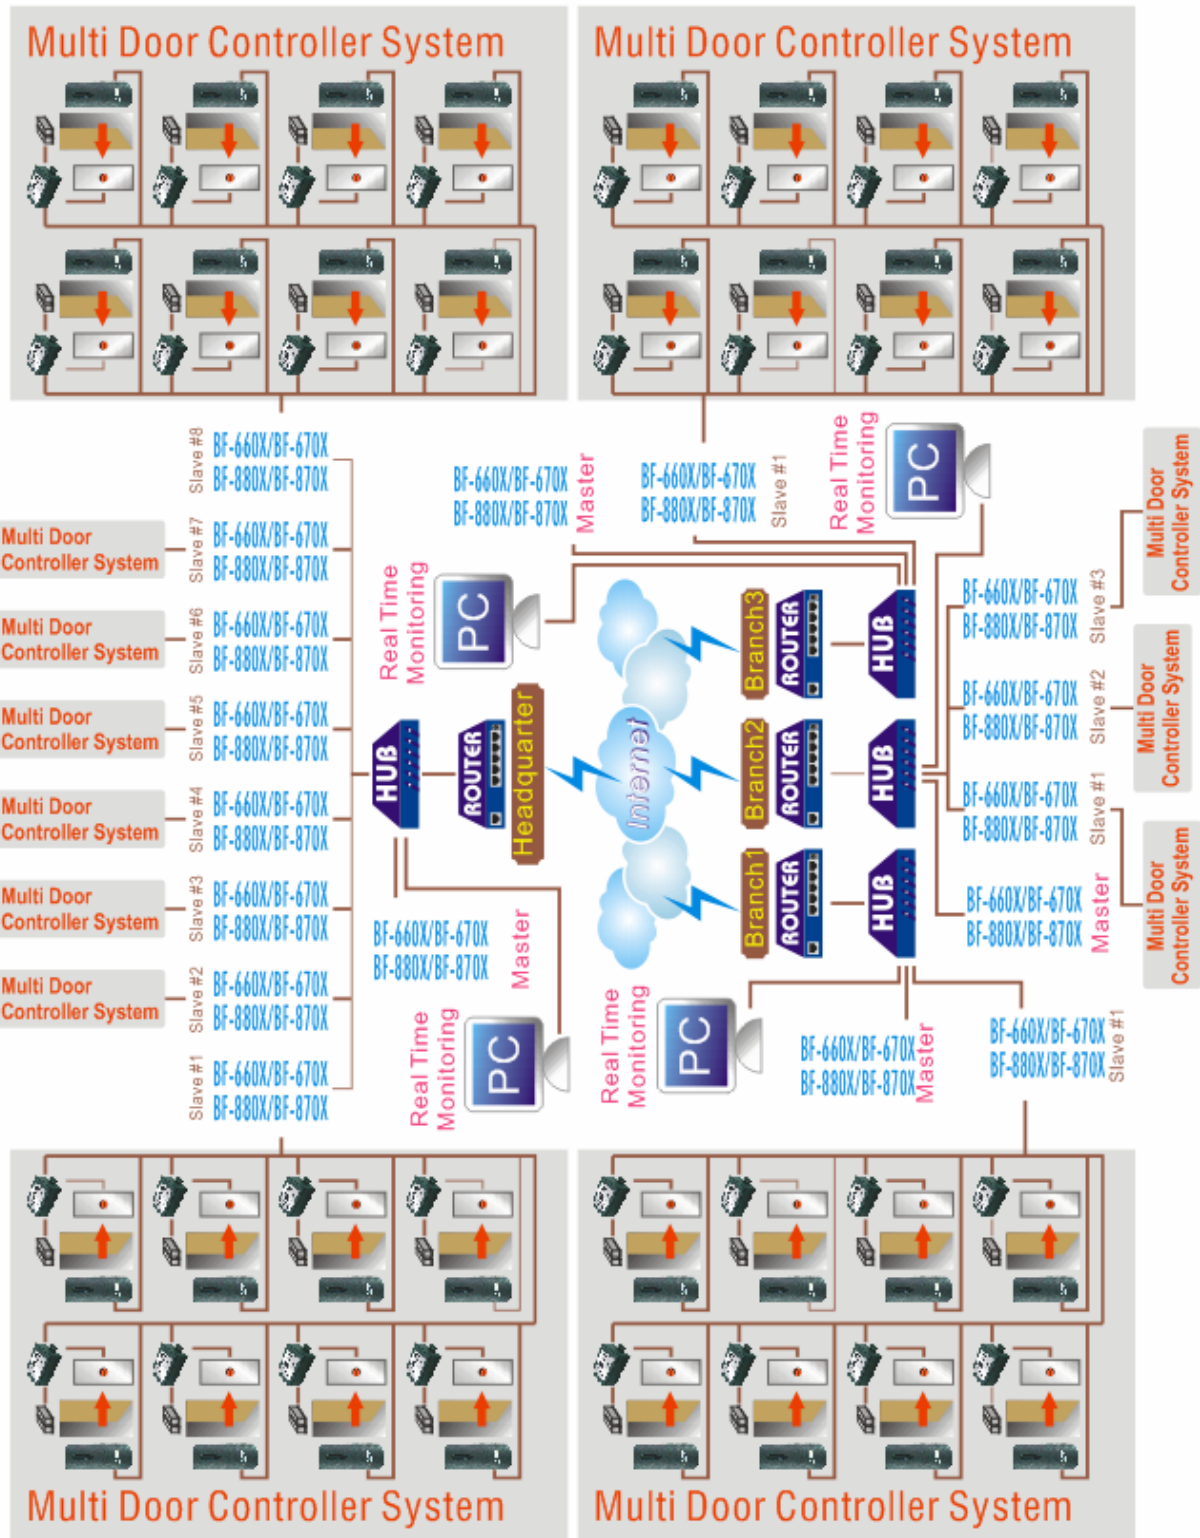 Multi Door Controller System
Multi Door Controller System
Slave #8
BF-660X/BF-670X
BF-880X/BF-870X
Multi Door
Controller System
Slave #7
BF-660X/BF-670X
BF-880X/BF-870X
Multi Door
Controller System
Slave #6
BF-660X/BF-670X
BF-880X/BF-870X
Multi Door
Controller System
Slave #5
BF-660X/BF-670X
BF-880X/BF-870X
Multi Door
Controller System
Slave #4
BF-660X/BF-670X
BF-880X/BF-870X
Multi Door
Controller System
Slave #3
BF-660X/BF-670X
BF-880X/BF-870X
Multi Door
Controller System
Slave #2
BF-660X/BF-670X
BF-880X/BF-870X
Slave #1
BF-660X/BF-670X
BF-880X/BF-870X
HUB
ROUTER
Headquarter
BF-660X/BF-670X
BF-880X/BF-870X
Master
Real Time
Monitoring
PC
Internet
BF-660X/BF-670X
BF-880X/BF-870X
Master
BF-660X/BF-670X
BF-880X/BF-870X
Slave #1
Real Time
Monitoring
PC
Branch3
ROUTER
HUB
Real Time
Monitoring
PC
Branch2
ROUTER
HUB
BF-660X/BF-670X
BF-880X/BF-870X
Slave #3
Multi Door
Controller System
BF-660X/BF-670X
BF-880X/BF-870X
Slave #2
Multi Door
Controller System
BF-660X/BF-670X
BF-880X/BF-870X
Slave #1
Multi Door
Controller System
BF-660X/BF-670X
BF-880X/BF-870X
Master
Branch1
ROUTER
HUB
Real Time
Monitoring
PC
BF-660X/BF-670X
BF-880X/BF-870X
Master
BF-660X/BF-670X
BF-880X/BF-870X
Slave #1
Multi Door Controller System
Multi Door Controller System